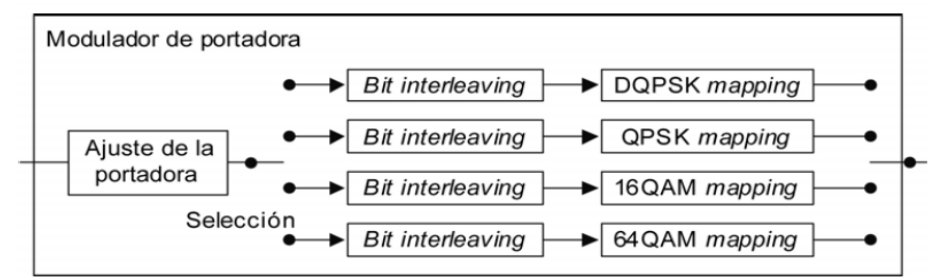 Modulador de portadora
Bit interleaving
DQPSK mapping
Bit interleaving
QPSK mapping
Ajuste de la
portadora
Bit interleaving
16QAM mapping
Selección
Bit interleaving
64QAM mapping